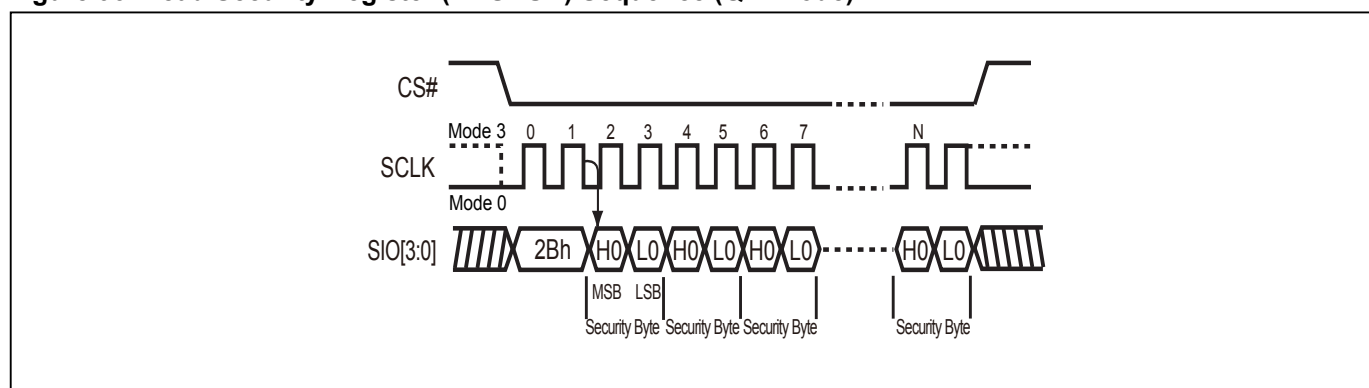 CS#
Mode 3 0 1 2 3 4 5 6 7 N
SCLK
Mode 0
SIO[3:0] 2Bh H0 L0 H0 L0 H0 L0 H0 L0
MSB LSB
Security Byte Security Byte Security Byte Security Byte